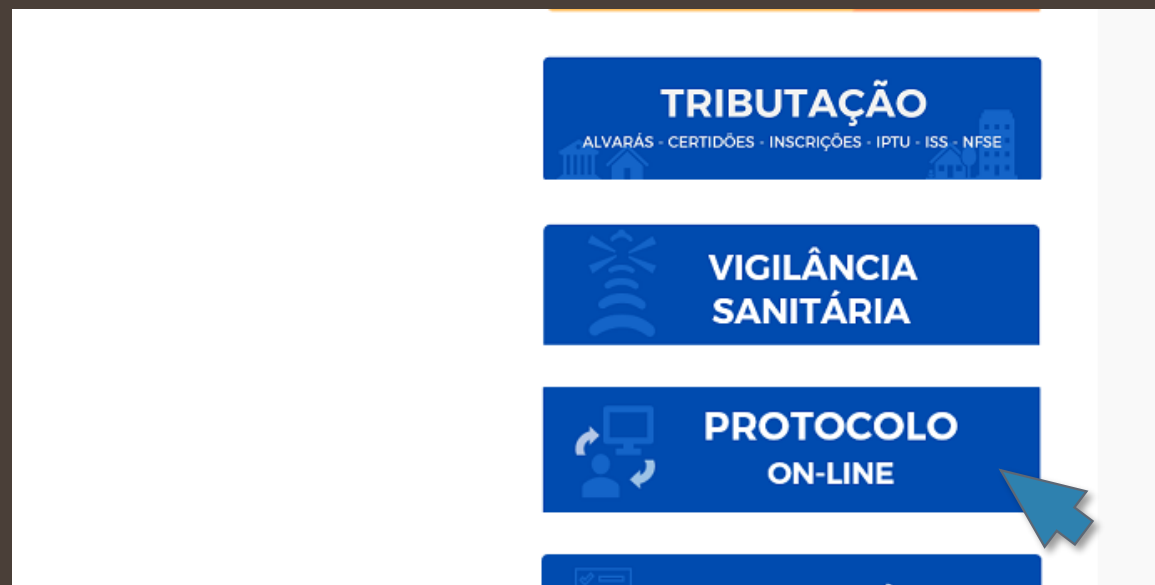 TRIBUTAÇÃO
ALVARÁS - CERTIDÕES - INSCRIÇÕES - IPTU - ISS - NFSE
VIGILÂNCIA
SANITÁRIA
PROTOCOLO
ON-LINE